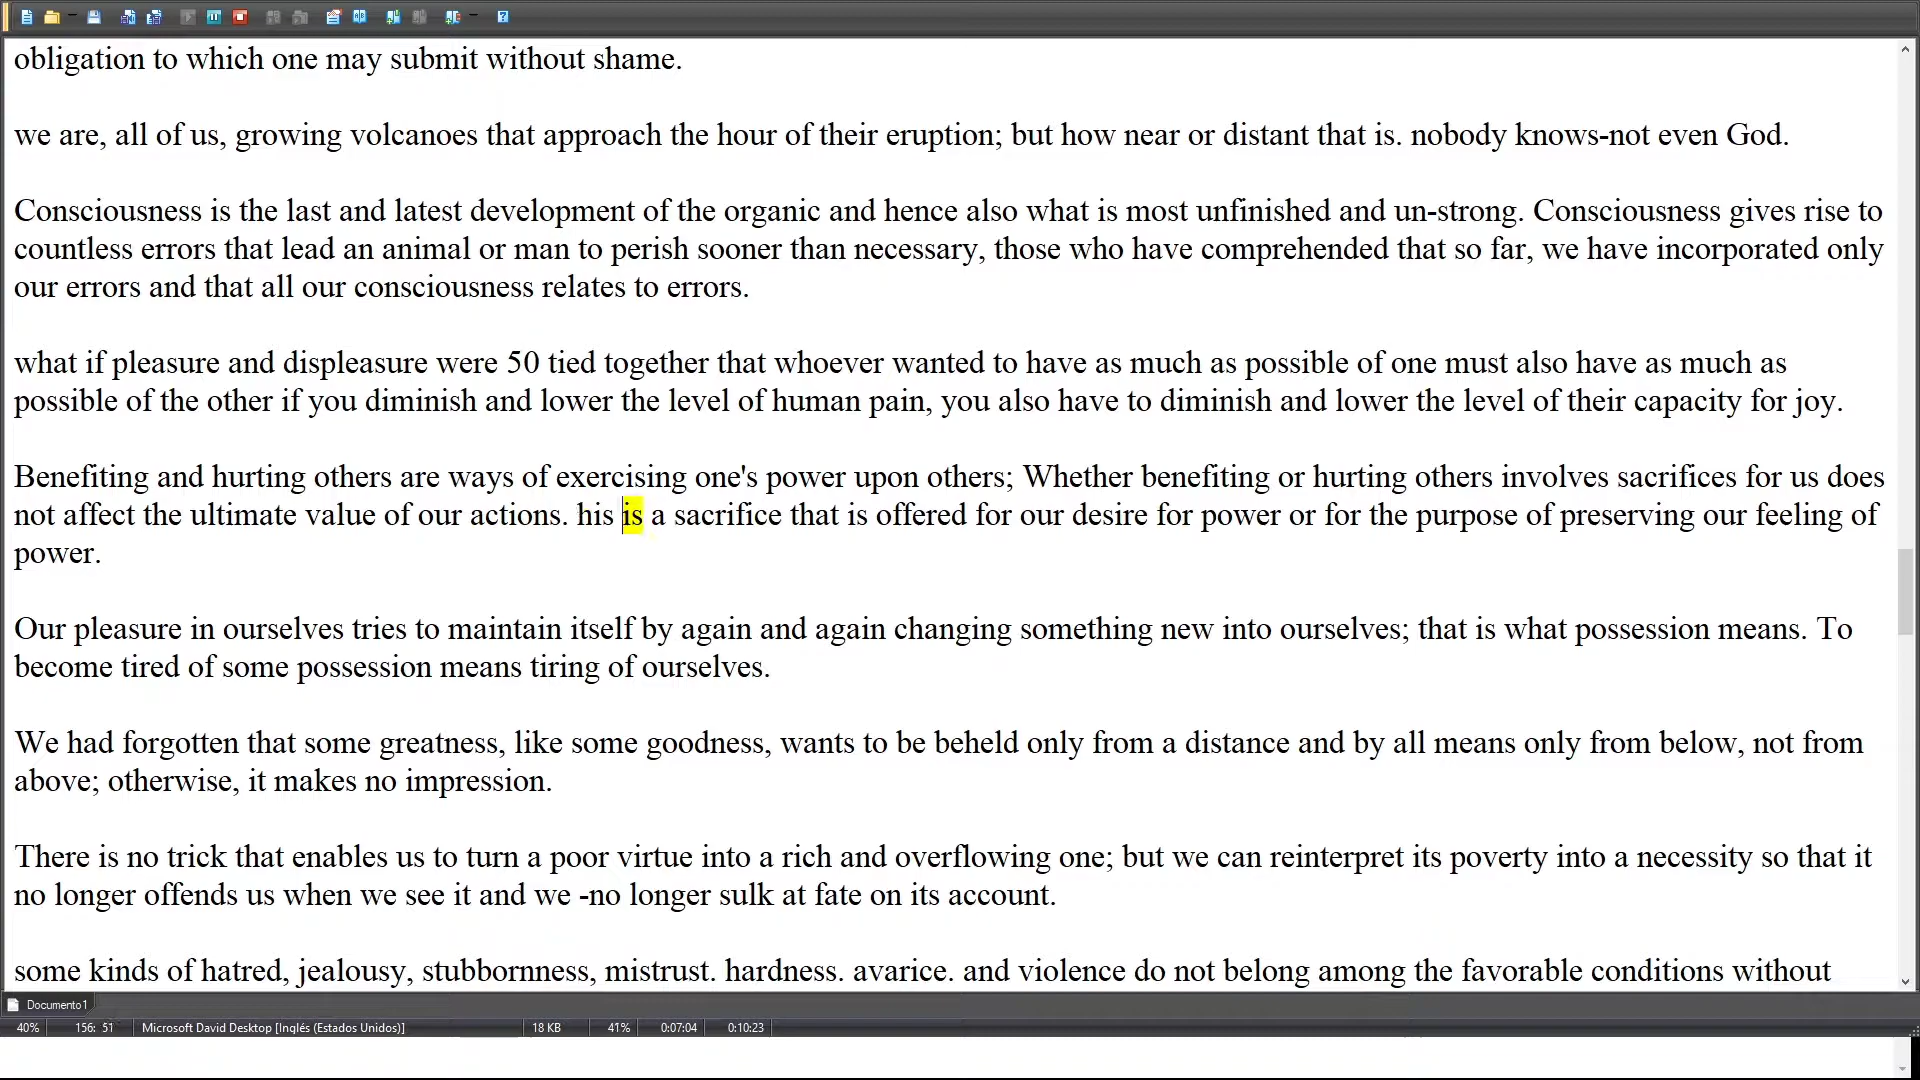 obligation to which one may submit without shame.
we are, all of us, growing volcanoes that approach the hour of their eruption; but how near or distant that is. nobody knows-not even God.
Consciousness is the last and latest development of the organic and hence also what is most unfinished and un-strong. Consciousness gives rise to
countless errors that lead an animal or man to perish sooner than necessary, those who have comprehended that so far, we have incorporated only
our errors and that all our consciousness relates to errors.
what if pleasure and displeasure were 50 tied together that whoever wanted to have as much as possible of one must also have as much as
possible of the other if you diminish and lower the level of human pain, you also have to diminish and lower the level of their capacity for joy.
Benefiting and hurting others are ways of exercising one's power upon others; Whether benefiting or hurting others involves sacrifices for us does
not affect the ultimate value of our actions. his is a sacrifice that is offered for our desire for power or for the purpose of preserving our feeling of
power.
Our pleasure in ourselves tries to maintain itself by again and again changing something new into ourselves; that is what possession means. To
become tired of some possession means tiring of ourselves.
We had forgotten that some greatness, like some goodness, wants to be beheld only from a distance and by all means only from below, not from
above; otherwise, it makes no impression.
There is no trick that enables us to turn a poor virtue into a rich and overflowing one; but we can reinterpret its poverty into a necessity so that it
no longer offends us when we see it and we -no longer sulk at fate on its account.
some kinds of hatred, jealousy, stubbornness, mistrust. hardness. avarice. and violence do not belong among the favorable conditions without
Documento1
40% 156: 51 Microsoft David Desktop [Inglés (Estados Unidos)] 18 KB 41% 0:07:04 0:10:23